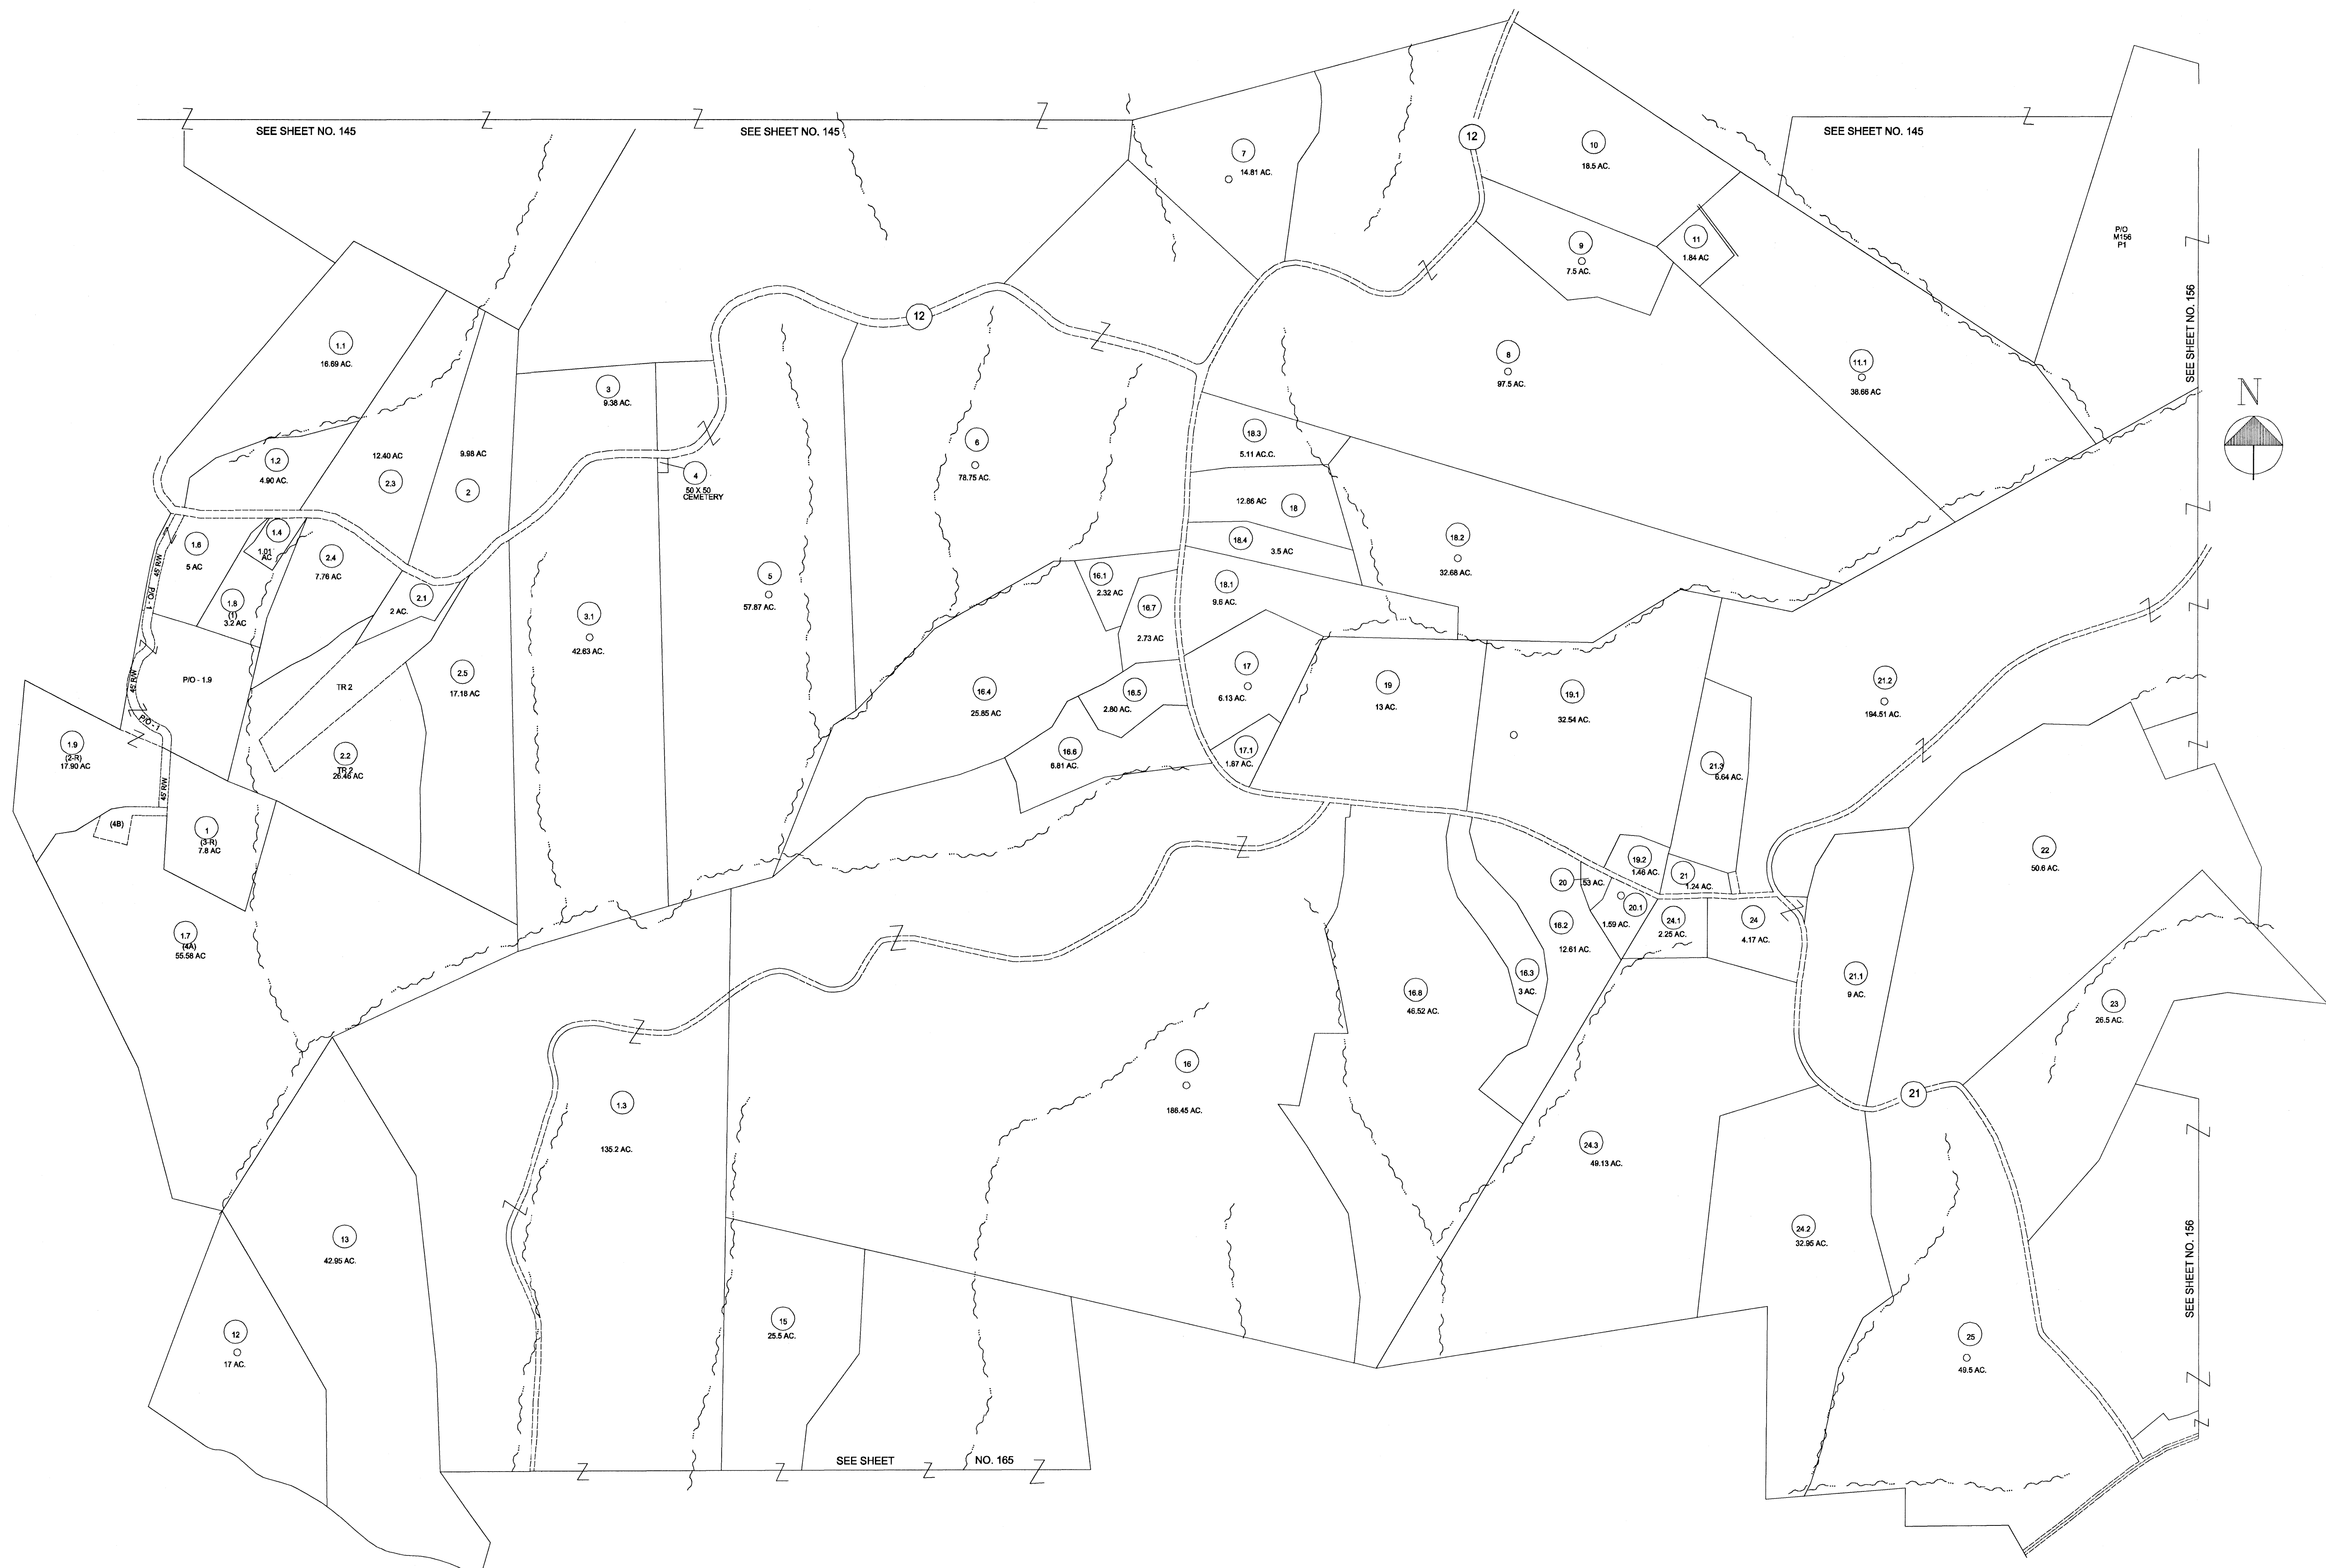 SEE SHEET NO. 145
SEE SHEET NO. 145
SEE SHEET NO. 145
12
7
14.81 AC.
10
18.5 AC.
9
7.5 AC.
11
1.84 AC
P/O
M156
P1
SEE SHEET NO. 156
N
12
1.1
16.69 AC.
8
97.5 AC.
11.1
38.66 AC
3
9.38 AC.
6
78.75 AC.
18.3
5.11 AC.C.
1.2
4.90 AC.
12.40 AC
2.3
9.98 AC
2
4
50 X 50
CEMETERY
12.86 AC
18
18.4
3.5 AC
18.2
32.68 AC.
1.6
5 AC
1.4
1.01
AC
2.4
7.76 AC
45' R/W
P/O - 1
1.8
(1)
3.2 AC
2.1
2 AC.
3.1
42.63 AC.
5
57.87 AC.
16.1
2.32 AC
16.7
2.73 AC
18.1
9.6 AC.
45' R/W
P/O - 1.9
TR 2
2.5
17.18 AC
16.4
25.85 AC
16.5
2.80 AC.
17
6.13 AC.
19
13 AC.
19.1
32.54 AC.
21.2
194.51 AC.
P/O - 1
1.9
(2-R)
17.90 AC
45' R/W
2.2
TR 2
26.46 AC
16.6
6.81 AC.
17.1
1.87 AC.
21.3
6.64 AC.
(4B)
1
(3-R)
7.8 AC
19.2
1.46 AC.
21
1.24 AC.
22
50.6 AC.
20
.53 AC.
20.1
1.59 AC.
1.7
(4A)
55.58 AC
16.2
12.61 AC.
24.1
2.25 AC.
24
4.17 AC.
16.8
46.52 AC.
16.3
3 AC.
21.1
9 AC.
23
26.5 AC.
1.3
135.2 AC.
16
186.45 AC.
21
24.3
49.13 AC.
13
42.95 AC.
24.2
32.95 AC.
SEE SHEET NO. 156
12
17 AC.
15
25.5 AC.
25
49.5 AC.
SEE SHEET NO. 165